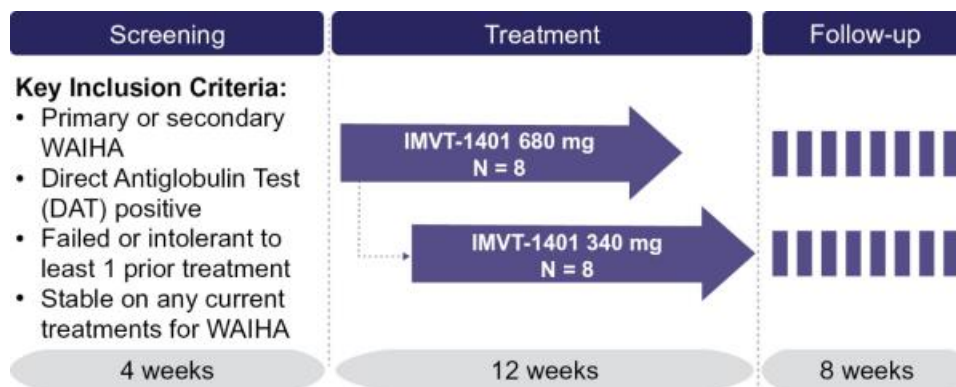 Screening
Treatment
Follow-up
Key Inclusion Criteria:
• Primary or secondary
WAIHA
• Direct Antiglobulin Test
(DAT) positive
• Failed or intolerant to
least 1 prior treatment
• Stable on any current
treatments for WAIHA
IMVT-1401 680 mg
N = 8
IMVT-1401 340 mg
N = 8
4 weeks
12 weeks
8 weeks